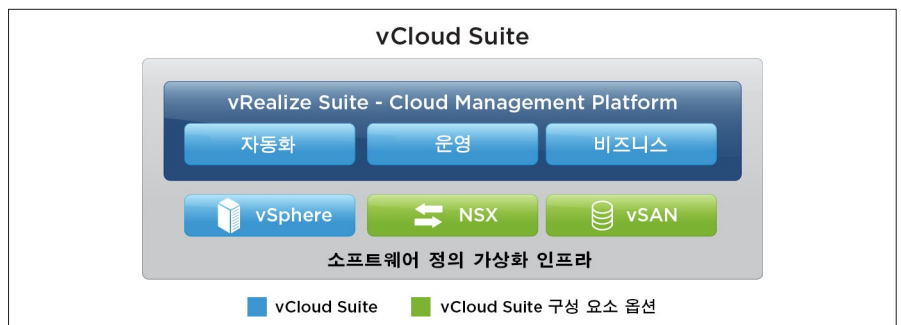 vCloud Suite
vRealize Suite - Cloud Management Platform
자동화 운영 비즈니스
vSphere NSX vSAN
소프트웨어 정의 가상화 인프라
vCloud Suite vCloud Suite 구성 요소 옵션